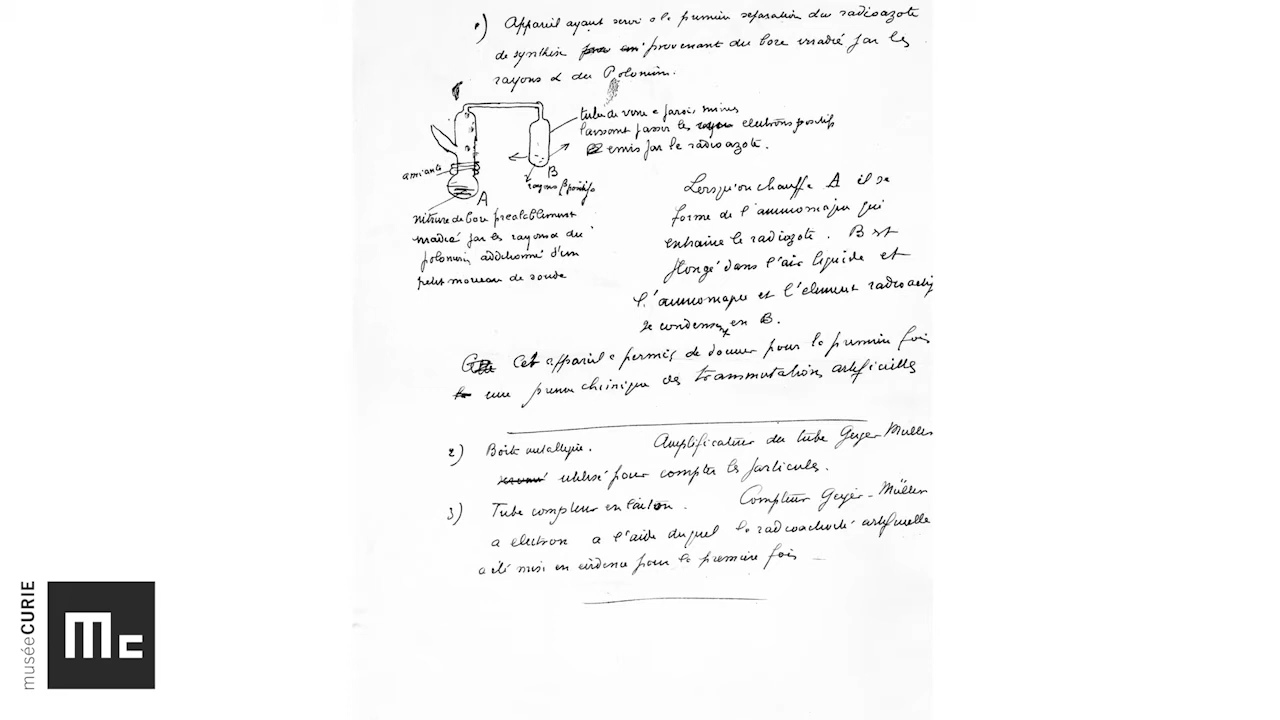 1) Appareil ayant servi à la première séparation du radioazote
de synthèse provenant du bore irradié par les
rayons α du Polonium.
tube de verre à parois minces
laissant passer les electrons positifs
emis par le radioazote.
amiante
A
B
rayons β positifs
nitrure de bore préalablement
irradié par les rayons α du
polonium additionné d'un
petit morceau de soude
Lorsqu'on chauffe A il se
forme de l'ammoniaque qui
entraine le radioazote. B est
plongé dans l'air liquide et
l'ammoniaque et l'élément radioactif
se condensent en B.
Cet appareil a permis de donner pour la première fois
une preuve chimique des transmutations artificielles
2) Boîte métallique. Amplificateur du tube Geiger Muller
utilisé pour compter les particules.
3) Tube compteur en laiton. Compteur Geiger-Müller
a electron à l'aide duquel la radioactivité artificielle
a été mise en évidence pour la première fois
muséeCURIE
Mc